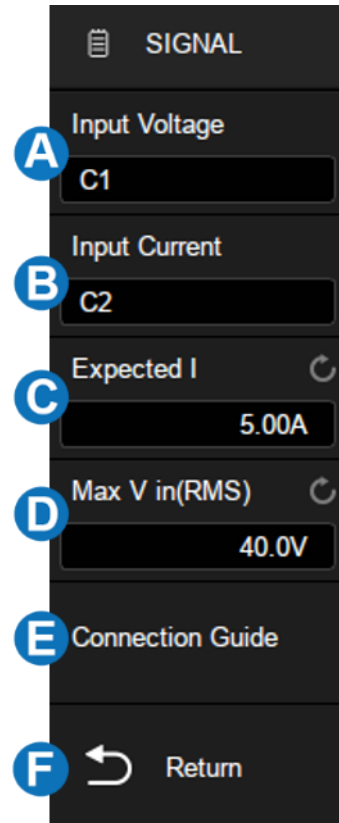 SIGNAL
Input Voltage
A
C1
Input Current
B
C2
Expected I
C
5.00A
Max V in(RMS)
D
40.0V
E Connection Guide
F Return